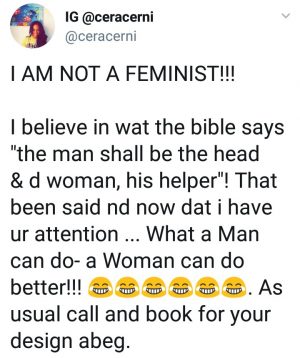 IG @ceracerni
@ceracerni
I AM NOT A FEMINIST!!!
I believe in wat the bible says
"the man shall be the head
& d woman, his helper"! That
been said nd now dat i have
ur attention ... What a Man
can do- a Woman can do
better!!! 😂😂😂😂😂😂. As
usual call and book for your
design abeg.